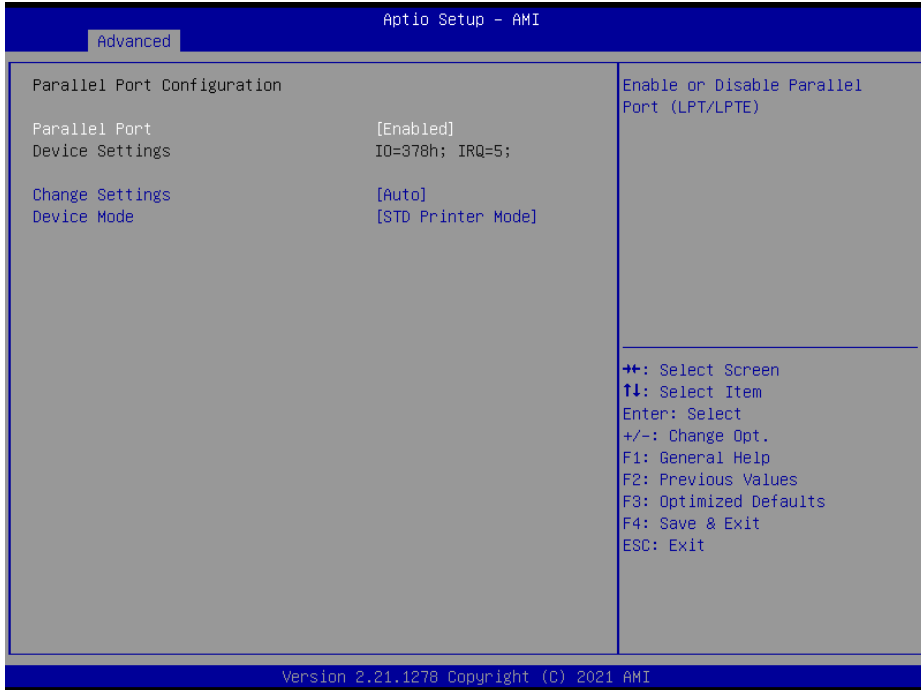 Aptio Setup - AMI
Advanced
Parallel Port Configuration
Parallel Port [Enabled]
Device Settings IO=378h; IRQ=5;
Change Settings [Auto]
Device Mode [STD Printer Mode]
Enable or Disable Parallel
Port (LPT/LPTE)
→←: Select Screen
↑↓: Select Item
Enter: Select
+/-: Change Opt.
F1: General Help
F2: Previous Values
F3: Optimized Defaults
F4: Save & Exit
ESC: Exit
Version 2.21.1278 Copyright (C) 2021 AMI